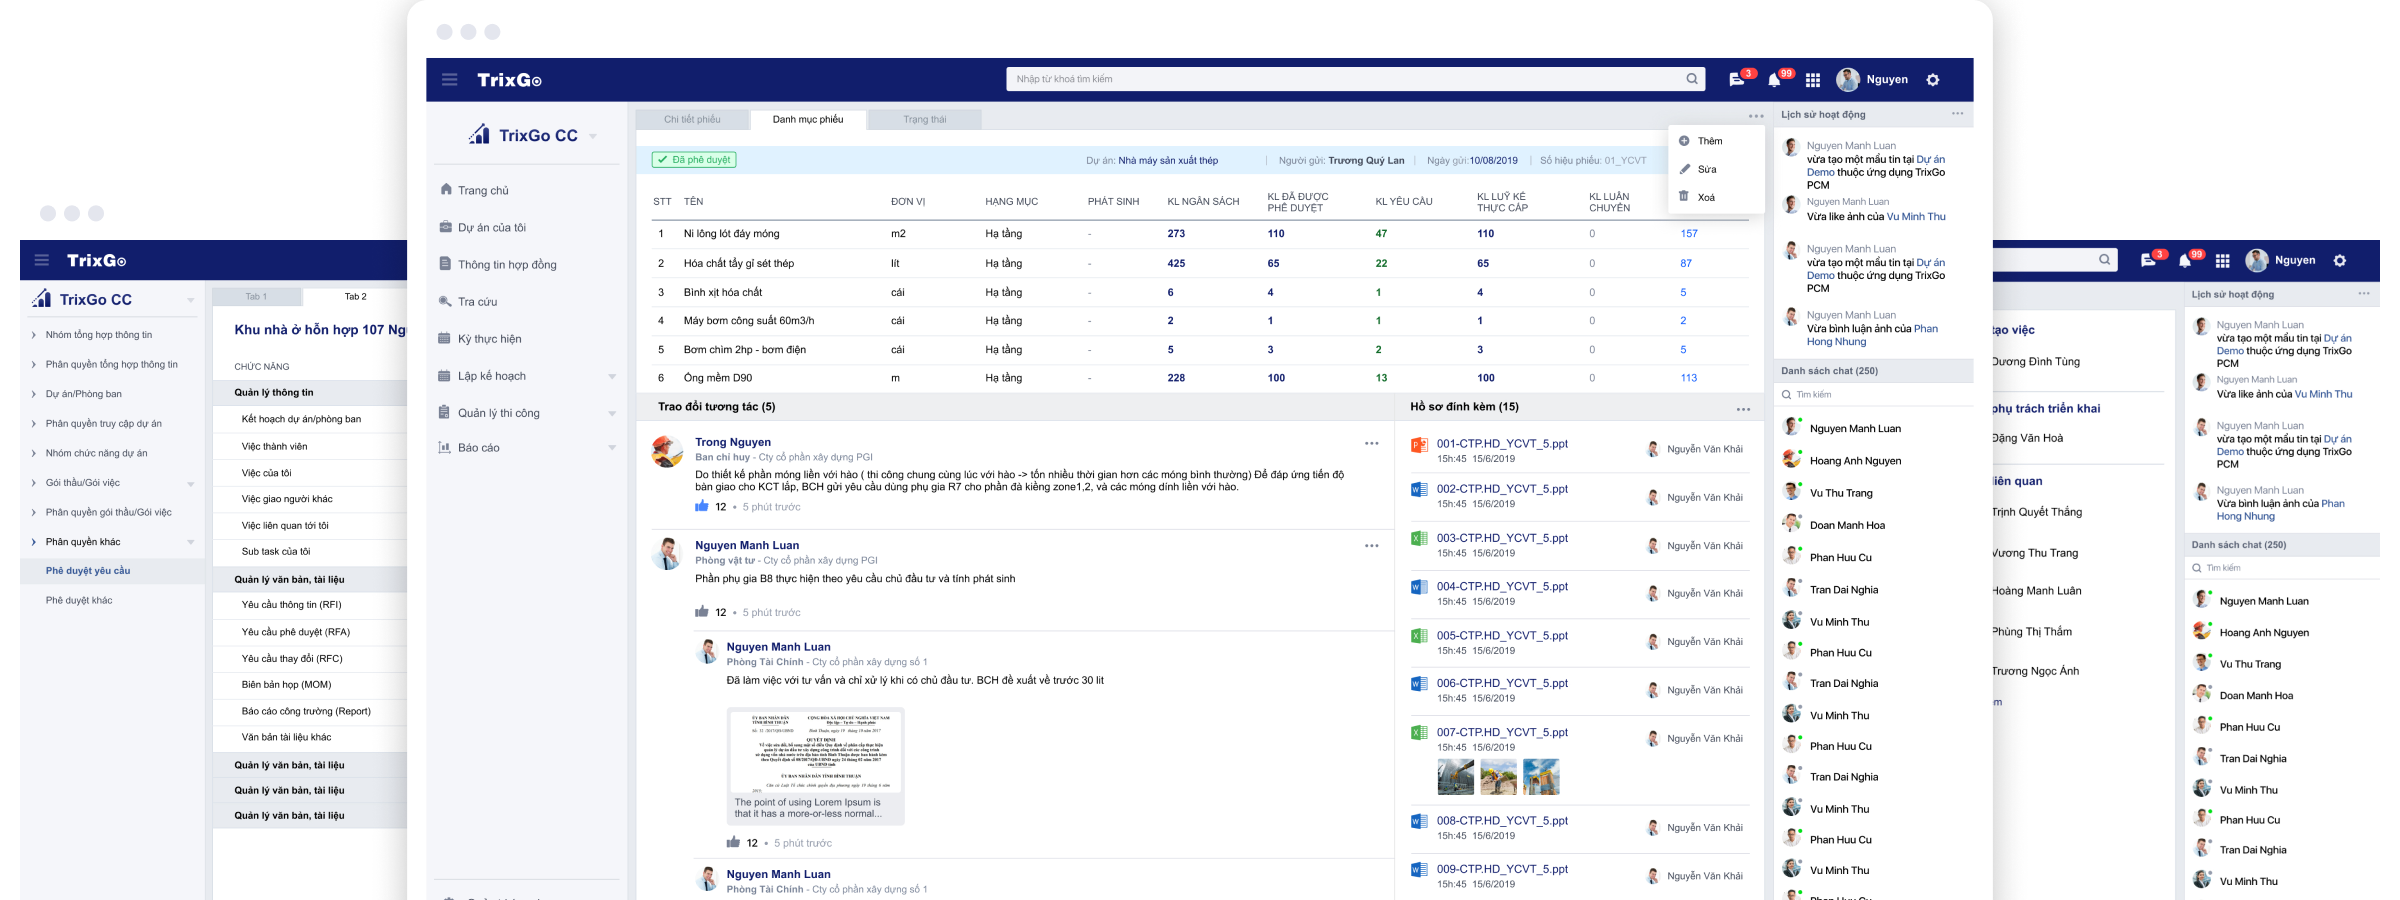 TrixGo
Nhập từ khoá tìm kiếm
3
99
Nguyen
TrixGo CC
Trang chủ
Dự án của tôi
Thông tin hợp đồng
Tra cứu
Kỳ thực hiện
Lập kế hoạch
Quản lý thi công
Báo cáo
Chi tiết phiếu
Danh mục phiếu
Trạng thái
Thêm
Sửa
Xoá
Đã phê duyệt
Dự án: Nhà máy sản xuất thép
Người gửi: Trương Quý Lan
Ngày gửi:10/08/2019
Số hiệu phiếu: 01_YCVT
STT TÊN ĐƠN VỊ HẠNG MỤC PHÁT SINH KL NGÂN SÁCH KL ĐÃ ĐƯỢC PHÊ DUYỆT KL YÊU CẦU KL LUỸ KẾ THỰC CẤP KL LUÂN CHUYỂN
1 Ni lông lót đáy móng m2 Hạ tầng - 273 110 47 110 0 157
2 Hóa chất tẩy gỉ sét thép lít Hạ tầng - 425 65 22 65 0 87
3 Bình xịt hóa chất cái Hạ tầng - 6 4 1 4 0 5
4 Máy bơm công suất 60m3/h cái Hạ tầng - 2 1 1 1 0 2
5 Bơm chìm 2hp - bơm điện cái Hạ tầng - 5 3 2 3 0 5
6 Ống mềm D90 m Hạ tầng - 228 100 13 100 0 113
Trao đổi tương tác (5)
Trong Nguyen
Ban chỉ huy - Cty cổ phần xây dựng PGI
Do thiết kế phần móng liền với hào ( thi công chung cùng lúc với hào -> tốn nhiều thời gian hơn các móng bình thường) Để đáp ứng tiến độ
bàn giao cho KCT lắp, BCH gửi yêu cầu dùng phụ gia R7 cho phần đà kiềng zone1,2, và các móng dính liền với hào.
12 • 5 phút trước
Nguyen Manh Luan
Phòng vật tư - Cty cổ phần xây dựng PGI
Phần phụ gia B8 thực hiện theo yêu cầu chủ đầu tư và tính phát sinh
12 • 5 phút trước
Nguyen Manh Luan
Phòng Tài Chính - Cty cổ phần xây dựng số 1
Đã làm việc với tư vấn và chỉ xử lý khi có chủ đầu tư. BCH đề xuất về trước 30 lit
ỦY BAN NHÂN DÂN
TỈNH BÌNH THUẬN
CỘNG HÒA XÃ HỘI CHỦ NGHĨA VIỆT NAM
Độc lập - Tự do - Hạnh phúc
QUYẾT ĐỊNH
ỦY BAN NHÂN DÂN TỈNH BÌNH THUẬN
The point of using Lorem Ipsum is
that it has a more-or-less normal...
12 • 5 phút trước
Nguyen Manh Luan
Phòng Tài Chính - Cty cổ phần xây dựng số 1
Hồ sơ đính kèm (15)
001-CTP.HD_YCVT_5.ppt
15h:45 15/6/2019
Nguyễn Văn Khải
002-CTP.HD_YCVT_5.ppt
15h:45 15/6/2019
Nguyễn Văn Khải
003-CTP.HD_YCVT_5.ppt
15h:45 15/6/2019
Nguyễn Văn Khải
004-CTP.HD_YCVT_5.ppt
15h:45 15/6/2019
Nguyễn Văn Khải
005-CTP.HD_YCVT_5.ppt
15h:45 15/6/2019
Nguyễn Văn Khải
006-CTP.HD_YCVT_5.ppt
15h:45 15/6/2019
Nguyễn Văn Khải
007-CTP.HD_YCVT_5.ppt
15h:45 15/6/2019
Nguyễn Văn Khải
008-CTP.HD_YCVT_5.ppt
15h:45 15/6/2019
Nguyễn Văn Khải
009-CTP.HD_YCVT_5.ppt
15h:45 15/6/2019
Nguyễn Văn Khải
Lịch sử hoạt động
Nguyen Manh Luan
vừa tạo một mẩu tin tại Dự án
Demo thuộc ứng dụng TrixGo
PCM
Nguyen Manh Luan
Vừa like ảnh của Vu Minh Thu
Nguyen Manh Luan
vừa tạo một mẩu tin tại Dự án
Demo thuộc ứng dụng TrixGo
PCM
Nguyen Manh Luan
Vừa bình luận ảnh của Phan
Hong Nhung
Danh sách chat (250)
Tìm kiếm
Nguyen Manh Luan
Hoang Anh Nguyen
Vu Thu Trang
Doan Manh Hoa
Phan Huu Cu
Tran Dai Nghia
Vu Minh Thu
Phan Huu Cu
Tran Dai Nghia
Vu Minh Thu
Phan Huu Cu
Tran Dai Nghia
Vu Minh Thu
Phan Huu Cu
Vu Minh Thu
Phan Huu Cu
TrixGo
TrixGo CC
Nhóm tổng hợp thông tin
Phân quyền tổng hợp thông tin
Dự án/Phòng ban
Phân quyền truy cập dự án
Nhóm chức năng dự án
Gói thầu/Gói việc
Phân quyền gói thầu/Gói việc
Phân quyền khác
Phê duyệt yêu cầu
Phê duyệt khác
Tab 1
Tab 2
Khu nhà ở hỗn hợp 107 Ngu
CHỨC NĂNG
Quản lý thông tin
Kết hoạch dự án/phòng ban
Việc thành viên
Việc của tôi
Việc giao người khác
Việc liên quan tới tôi
Sub task của tôi
Quản lý văn bản, tài liệu
Yêu cầu thông tin (RFI)
Yêu cầu phê duyệt (RFA)
Yêu cầu thay đổi (RFC)
Biên bản họp (MOM)
Báo cáo công trường (Report)
Văn bản tài liệu khác
Quản lý văn bản, tài liệu
Quản lý văn bản, tài liệu
Quản lý văn bản, tài liệu
3
99
Nguyen
tạo việc
Dương Đình Tùng
phụ trách triển khai
Đặng Văn Hoà
liên quan
Trịnh Quyết Thắng
Vương Thu Trang
Hoàng Manh Luân
Phùng Thị Thắm
Trương Ngọc Ánh
Lịch sử hoạt động
Nguyen Manh Luan
vừa tạo một mẩu tin tại Dự án
Demo thuộc ứng dụng TrixGo
PCM
Nguyen Manh Luan
Vừa like ảnh của Vu Minh Thu
Nguyen Manh Luan
vừa tạo một mẩu tin tại Dự án
Demo thuộc ứng dụng TrixGo
PCM
Nguyen Manh Luan
Vừa bình luận ảnh của Phan
Hong Nhung
Danh sách chat (250)
Tìm kiếm
Nguyen Manh Luan
Hoang Anh Nguyen
Vu Thu Trang
Doan Manh Hoa
Phan Huu Cu
Tran Dai Nghia
Vu Minh Thu
Phan Huu Cu
Tran Dai Nghia
Vu Minh Thu